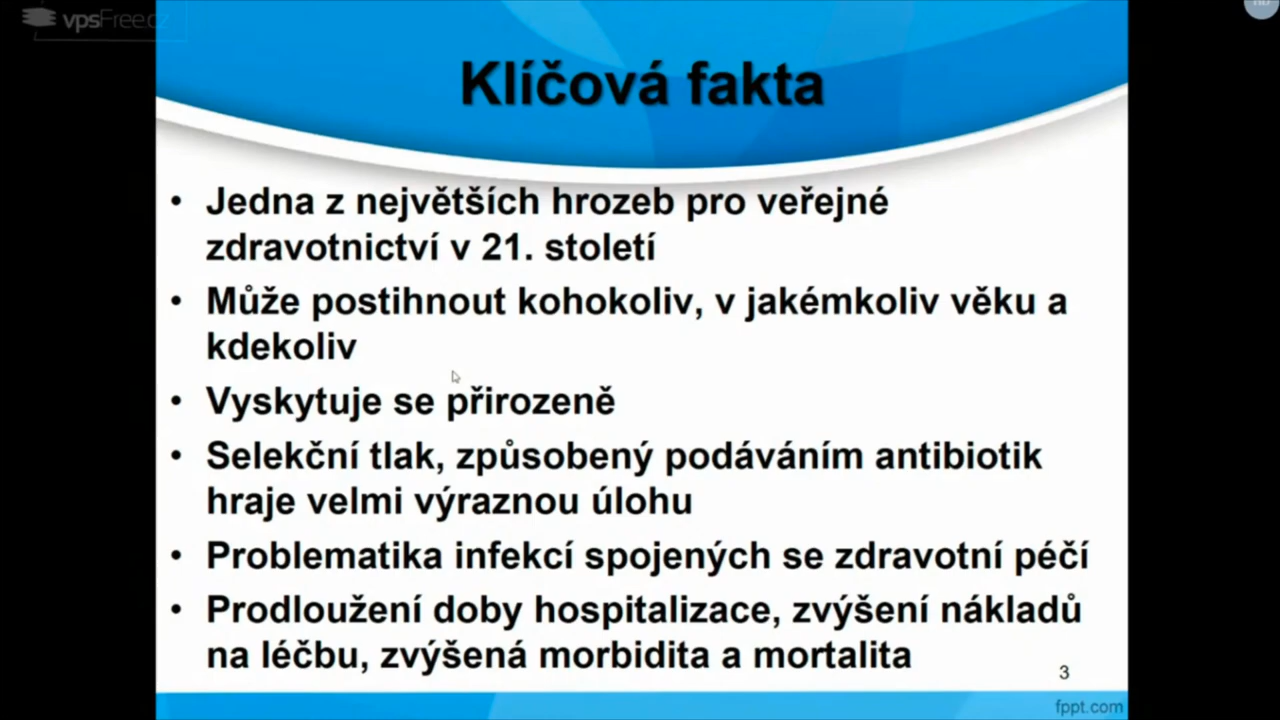 vpsFree.cz
HD
Klíčová fakta
• Jedna z největších hrozeb pro veřejné
zdravotnictví v 21. století
• Může postihnout kohokoliv, v jakémkoliv věku a
kdekoliv
• Vyskytuje se přirozeně
• Selekční tlak, způsobený podáváním antibiotik
hraje velmi výraznou úlohu
• Problematika infekcí spojených se zdravotní péčí
• Prodloužení doby hospitalizace, zvýšení nákladů
na léčbu, zvýšená morbidita a mortalita
3
fppt.com